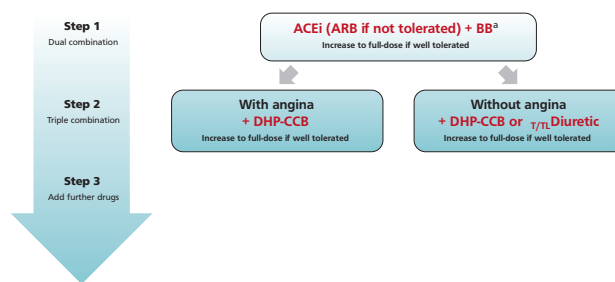 Step 1
Dual combination
ACEi (ARB if not tolerated) + BBa
Increase to full-dose if well tolerated
Step 2
Triple combination
With angina
+ DHP-CCB
Increase to full-dose if well tolerated
Without angina
+ DHP-CCB or T/TLDiuretic
Increase to full-dose if well tolerated
Step 3
Add further drugs